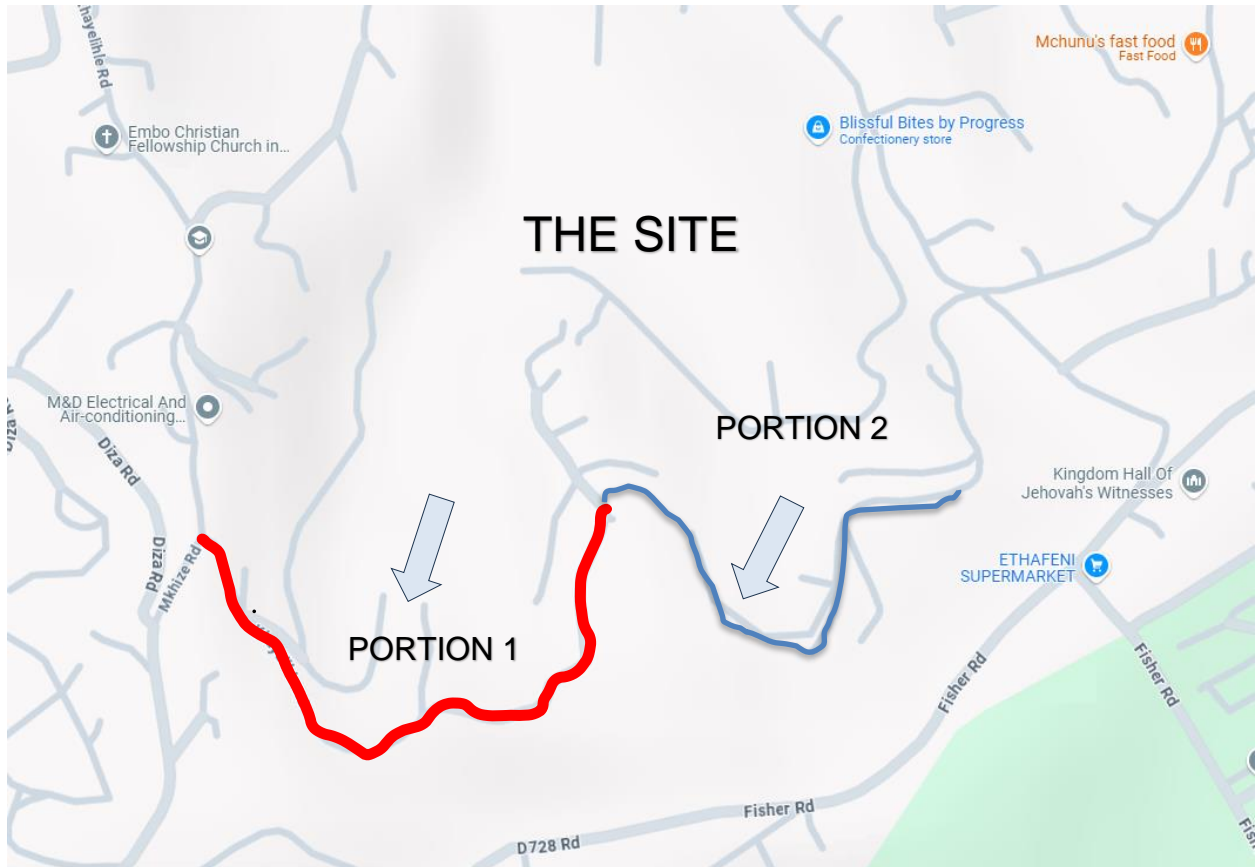 hayelihle Rd
Mchunu's fast food
Fast Food
Embo Christian
Fellowship Church in...
Blissful Bites by Progress
Confectionery store
THE SITE
M&D Electrical And
Air-conditioning...
Diza Rd
PORTION 2
Kingdom Hall Of
Jehovah's Witnesses
Diza Rd
Mkhize Rd
ETHAFENI
SUPERMARKET
PORTION 1
Fisher Rd
Fisher Rd
Fisher Rd
D728 Rd